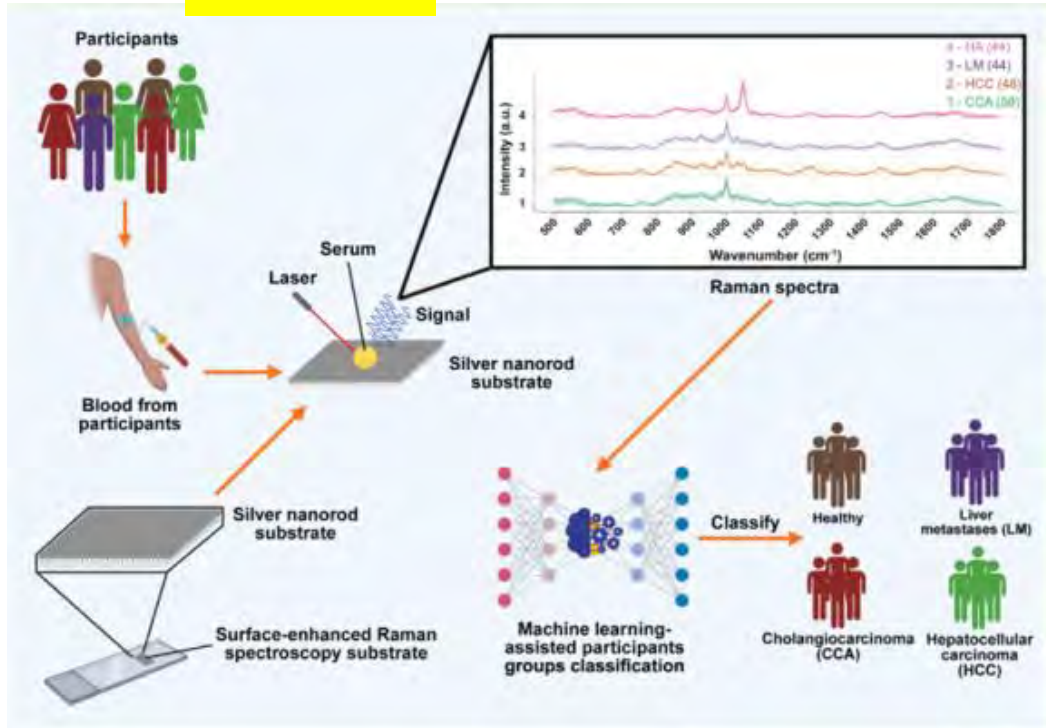 Participants
4 - HA (44)
3 - LM (44)
2 - HCC (48)
1 - CCA (50)
Intensity (a.u.)
4
3
2
1
500
600
700
800
900
1000
1100
1200
1300
1400
1500
1600
1700
1800
Wavenumber (cm⁻¹)
Raman spectra
Serum
Laser
Signal
Silver nanorod
substrate
Blood from
participants
Silver nanorod
substrate
Surface-enhanced Raman
spectroscopy substrate
Machine learning-
assisted participants
groups classification
Classify
Healthy
Liver
metastases (LM)
Cholangiocarcinoma
(CCA)
Hepatocellular
carcinoma
(HCC)